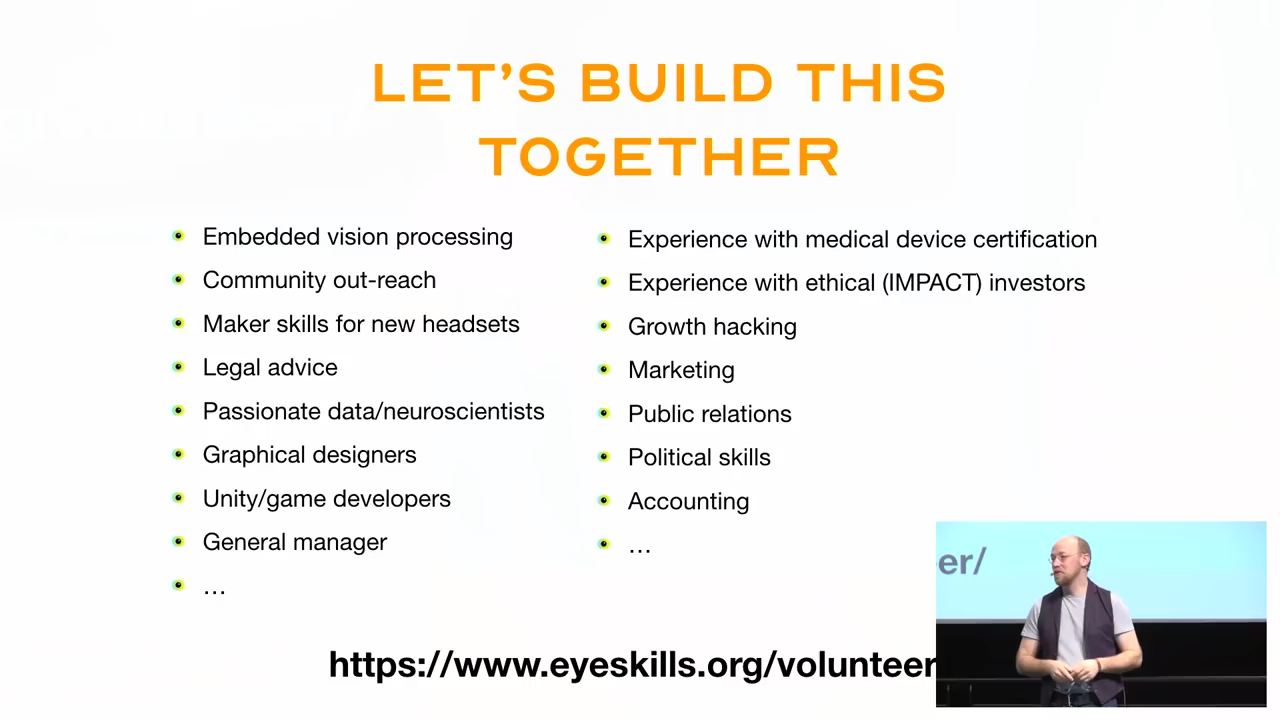 LET'S BUILD THIS
TOGETHER
Embedded vision processing
Community out-reach
Maker skills for new headsets
Legal advice
Passionate data/neuroscientists
Graphical designers
Unity/game developers
General manager
…
Experience with medical device certification
Experience with ethical (IMPACT) investors
Growth hacking
Marketing
Public relations
Political skills
Accounting
…
https://www.eyeskills.org/volunteer
er/